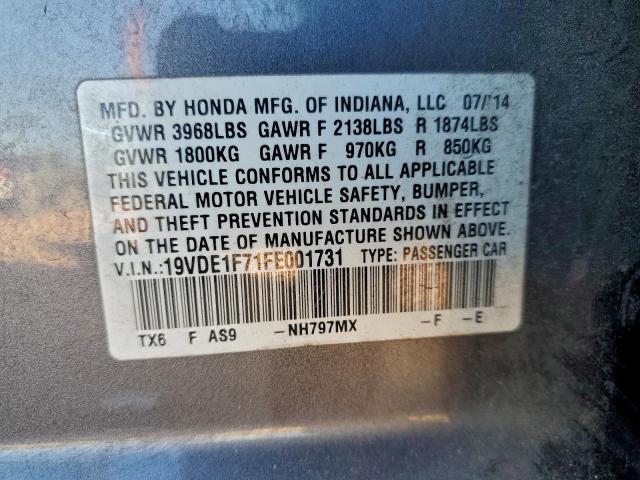 MFD. BY HONDA MFG. OF INDIANA, LLC 07/14
GVWR 3968LBS GAWR F 2138LBS R 1874LBS
GVWR 1800KG GAWR F 970KG R 850KG
THIS VEHICLE CONFORMS TO ALL APPLICABLE
FEDERAL MOTOR VEHICLE SAFETY, BUMPER,
AND THEFT PREVENTION STANDARDS IN EFFECT
ON THE DATE OF MANUFACTURE SHOWN ABOVE.
V.I.N.:19VDE1F71FE001731 TYPE: PASSENGER CAR
TX6 F AS9 -NH797MX -F -E